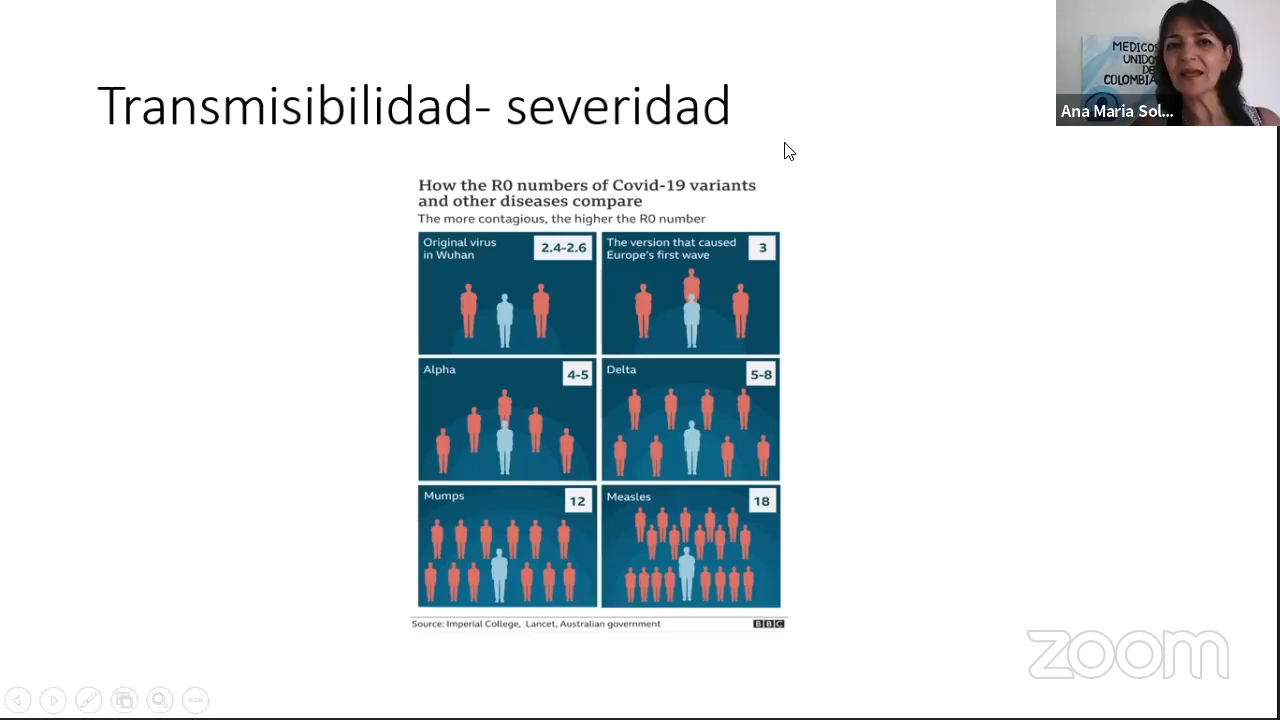 Transmisibilidad- severidad
MEDICOS
UNIDO
DE
COLOMBIA
Ana Maria Sol...
How the R0 numbers of Covid-19 variants
and other diseases compare
The more contagious, the higher the R0 number
Original virus
in Wuhan
2.4-2.6
The version that caused
Europe's first wave
3
Alpha
4-5
Delta
5-8
Mumps
12
Measles
18
Source: Imperial College, Lancet, Australian government
BBC
zoom